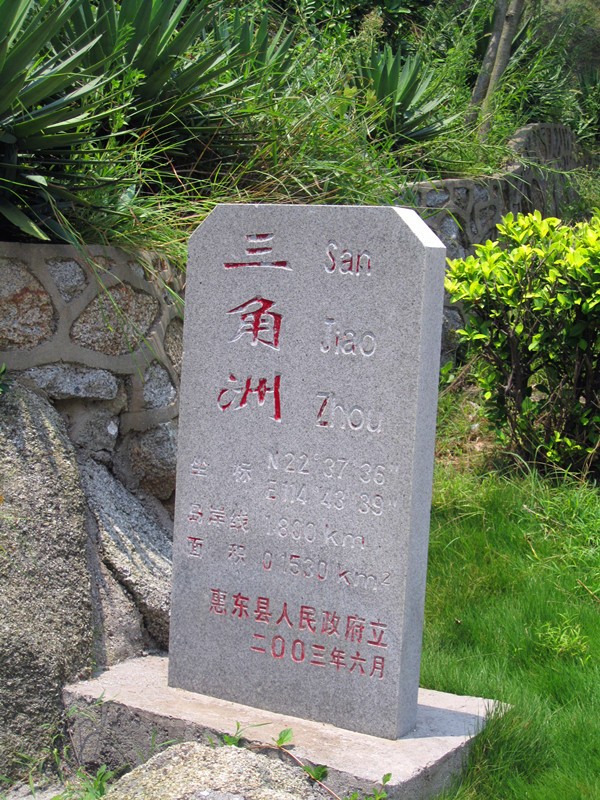 三 San
角 Jiao
洲 Zhou
坐 标 N22°37′36″
E114°43′39″
岛岸线 1.800 km
面 积 0.1530 km²
惠东县人民政府立
二00三年六月